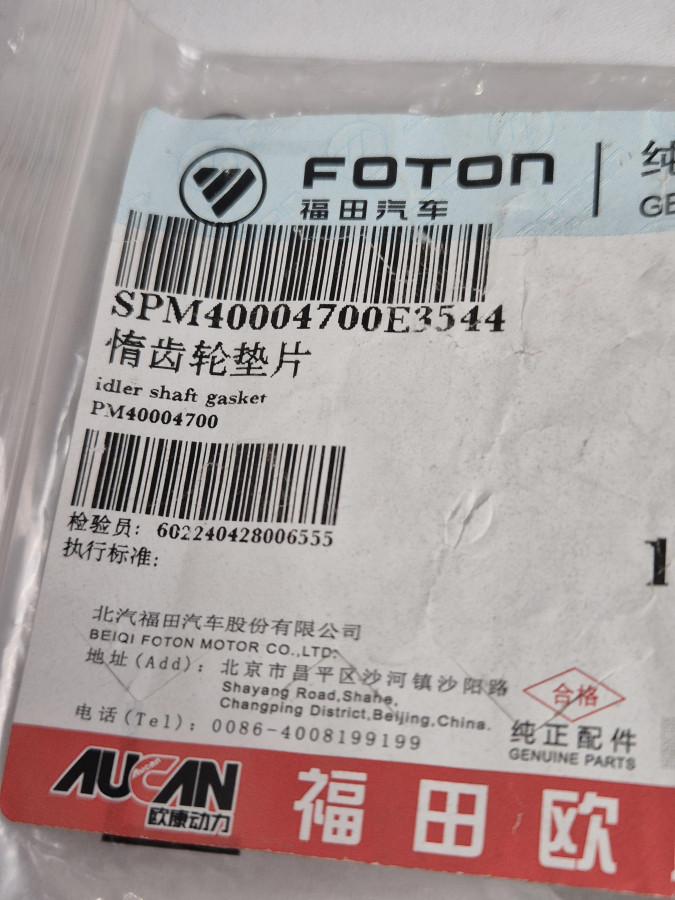 FOTON
福田汽车
纯
GE
SPM40004700E3544
惰齿轮垫片
idler shaft gasket
PM40004700
检验员: 602240428006555
执行标准:
1
北汽福田汽车股份有限公司
BEIQI FOTON MOTOR CO.,LTD.
地址(Add): 北京市昌平区沙河镇沙阳路
Shayang Road,Shahe,
Changping District,Beijing,China.
电话(Tel): 0086-4008199199
合格
纯正配件
GENUINE PARTS
AUCAN
Aucan
欧康动力
福田欧